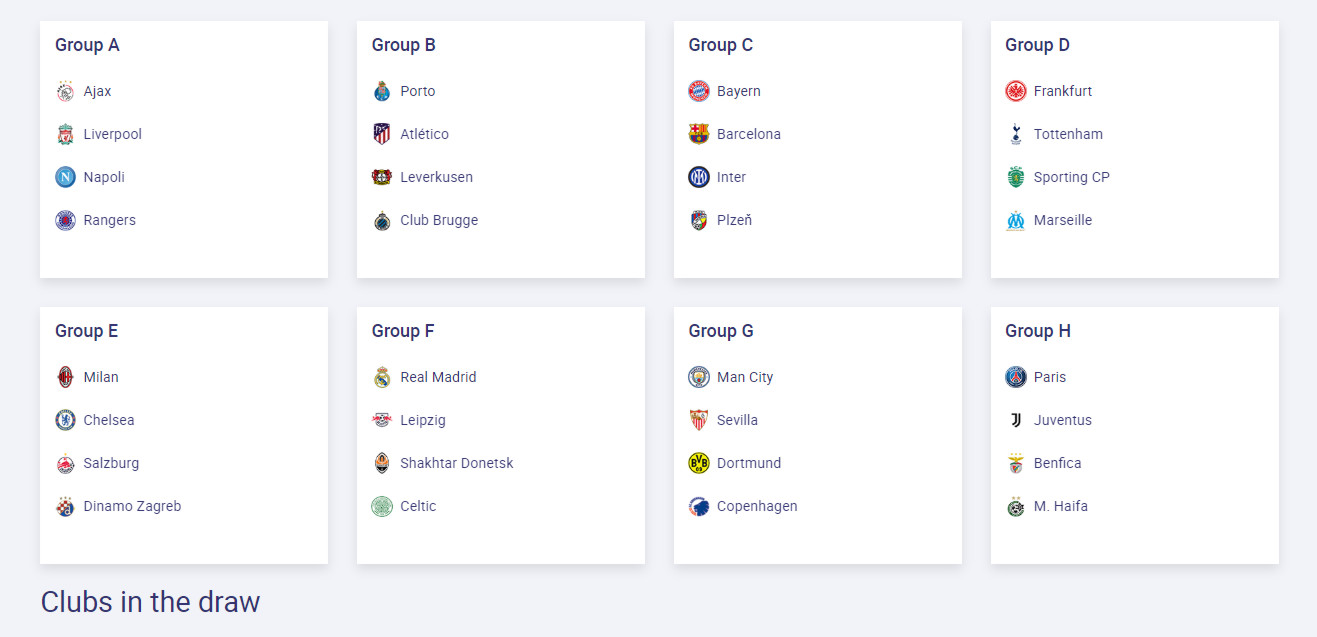 Group A
Ajax
Liverpool
Napoli
Rangers
Group B
Porto
Atlético
Leverkusen
Club Brugge
Group C
Bayern
Barcelona
Inter
Plzeň
Group D
Frankfurt
Tottenham
Sporting CP
Marseille
Group E
Milan
Chelsea
Salzburg
Dinamo Zagreb
Group F
Real Madrid
Leipzig
Shakhtar Donetsk
Celtic
Group G
Man City
Sevilla
Dortmund
Copenhagen
Group H
Paris
Juventus
Benfica
M. Haifa
Clubs in the draw